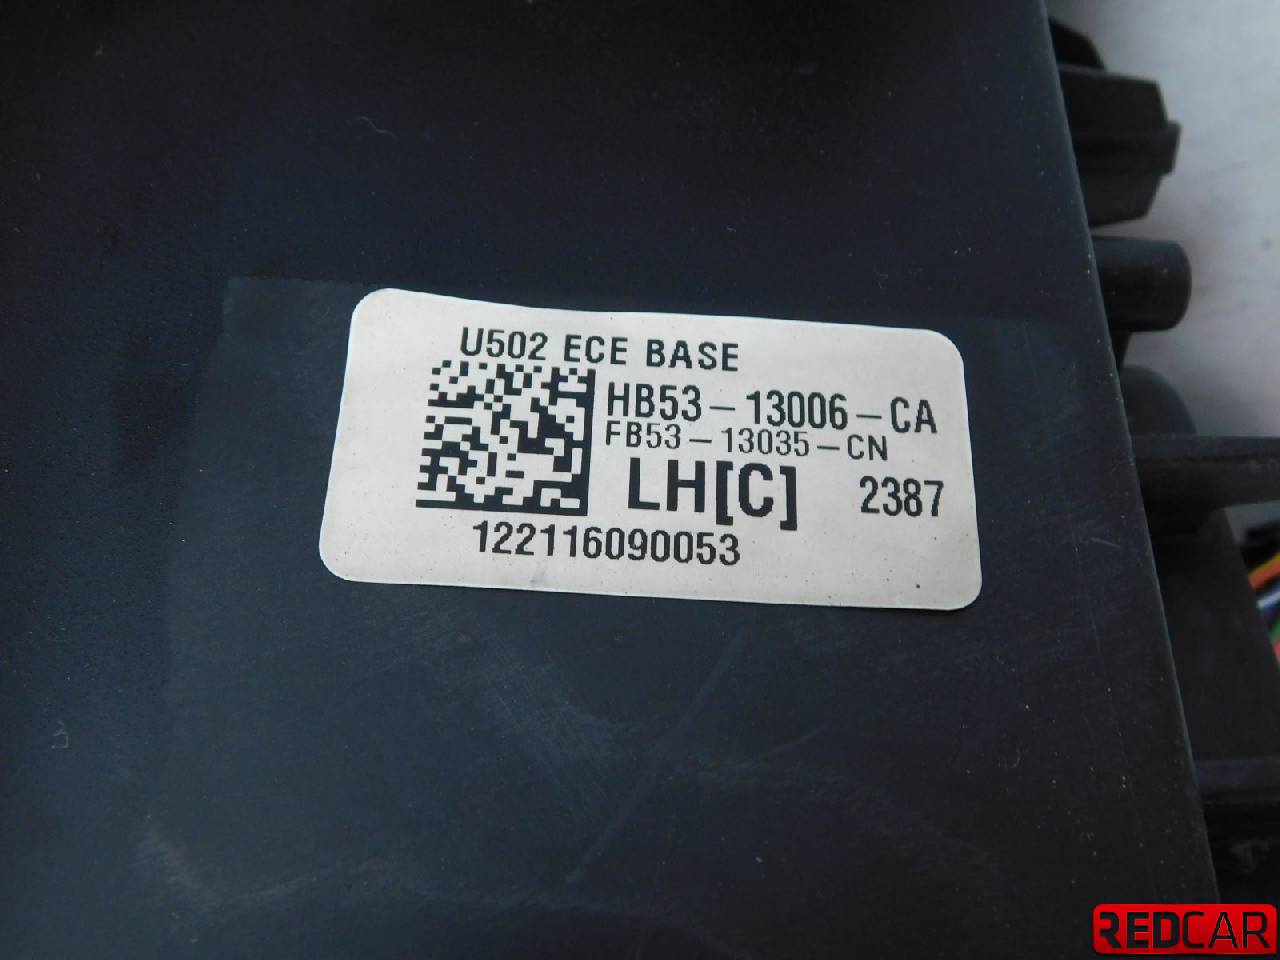 U502 ECE BASE
HB53-13006-CA
FB53-13035-CN
LH[C] 2387
122116090053
REDCAR